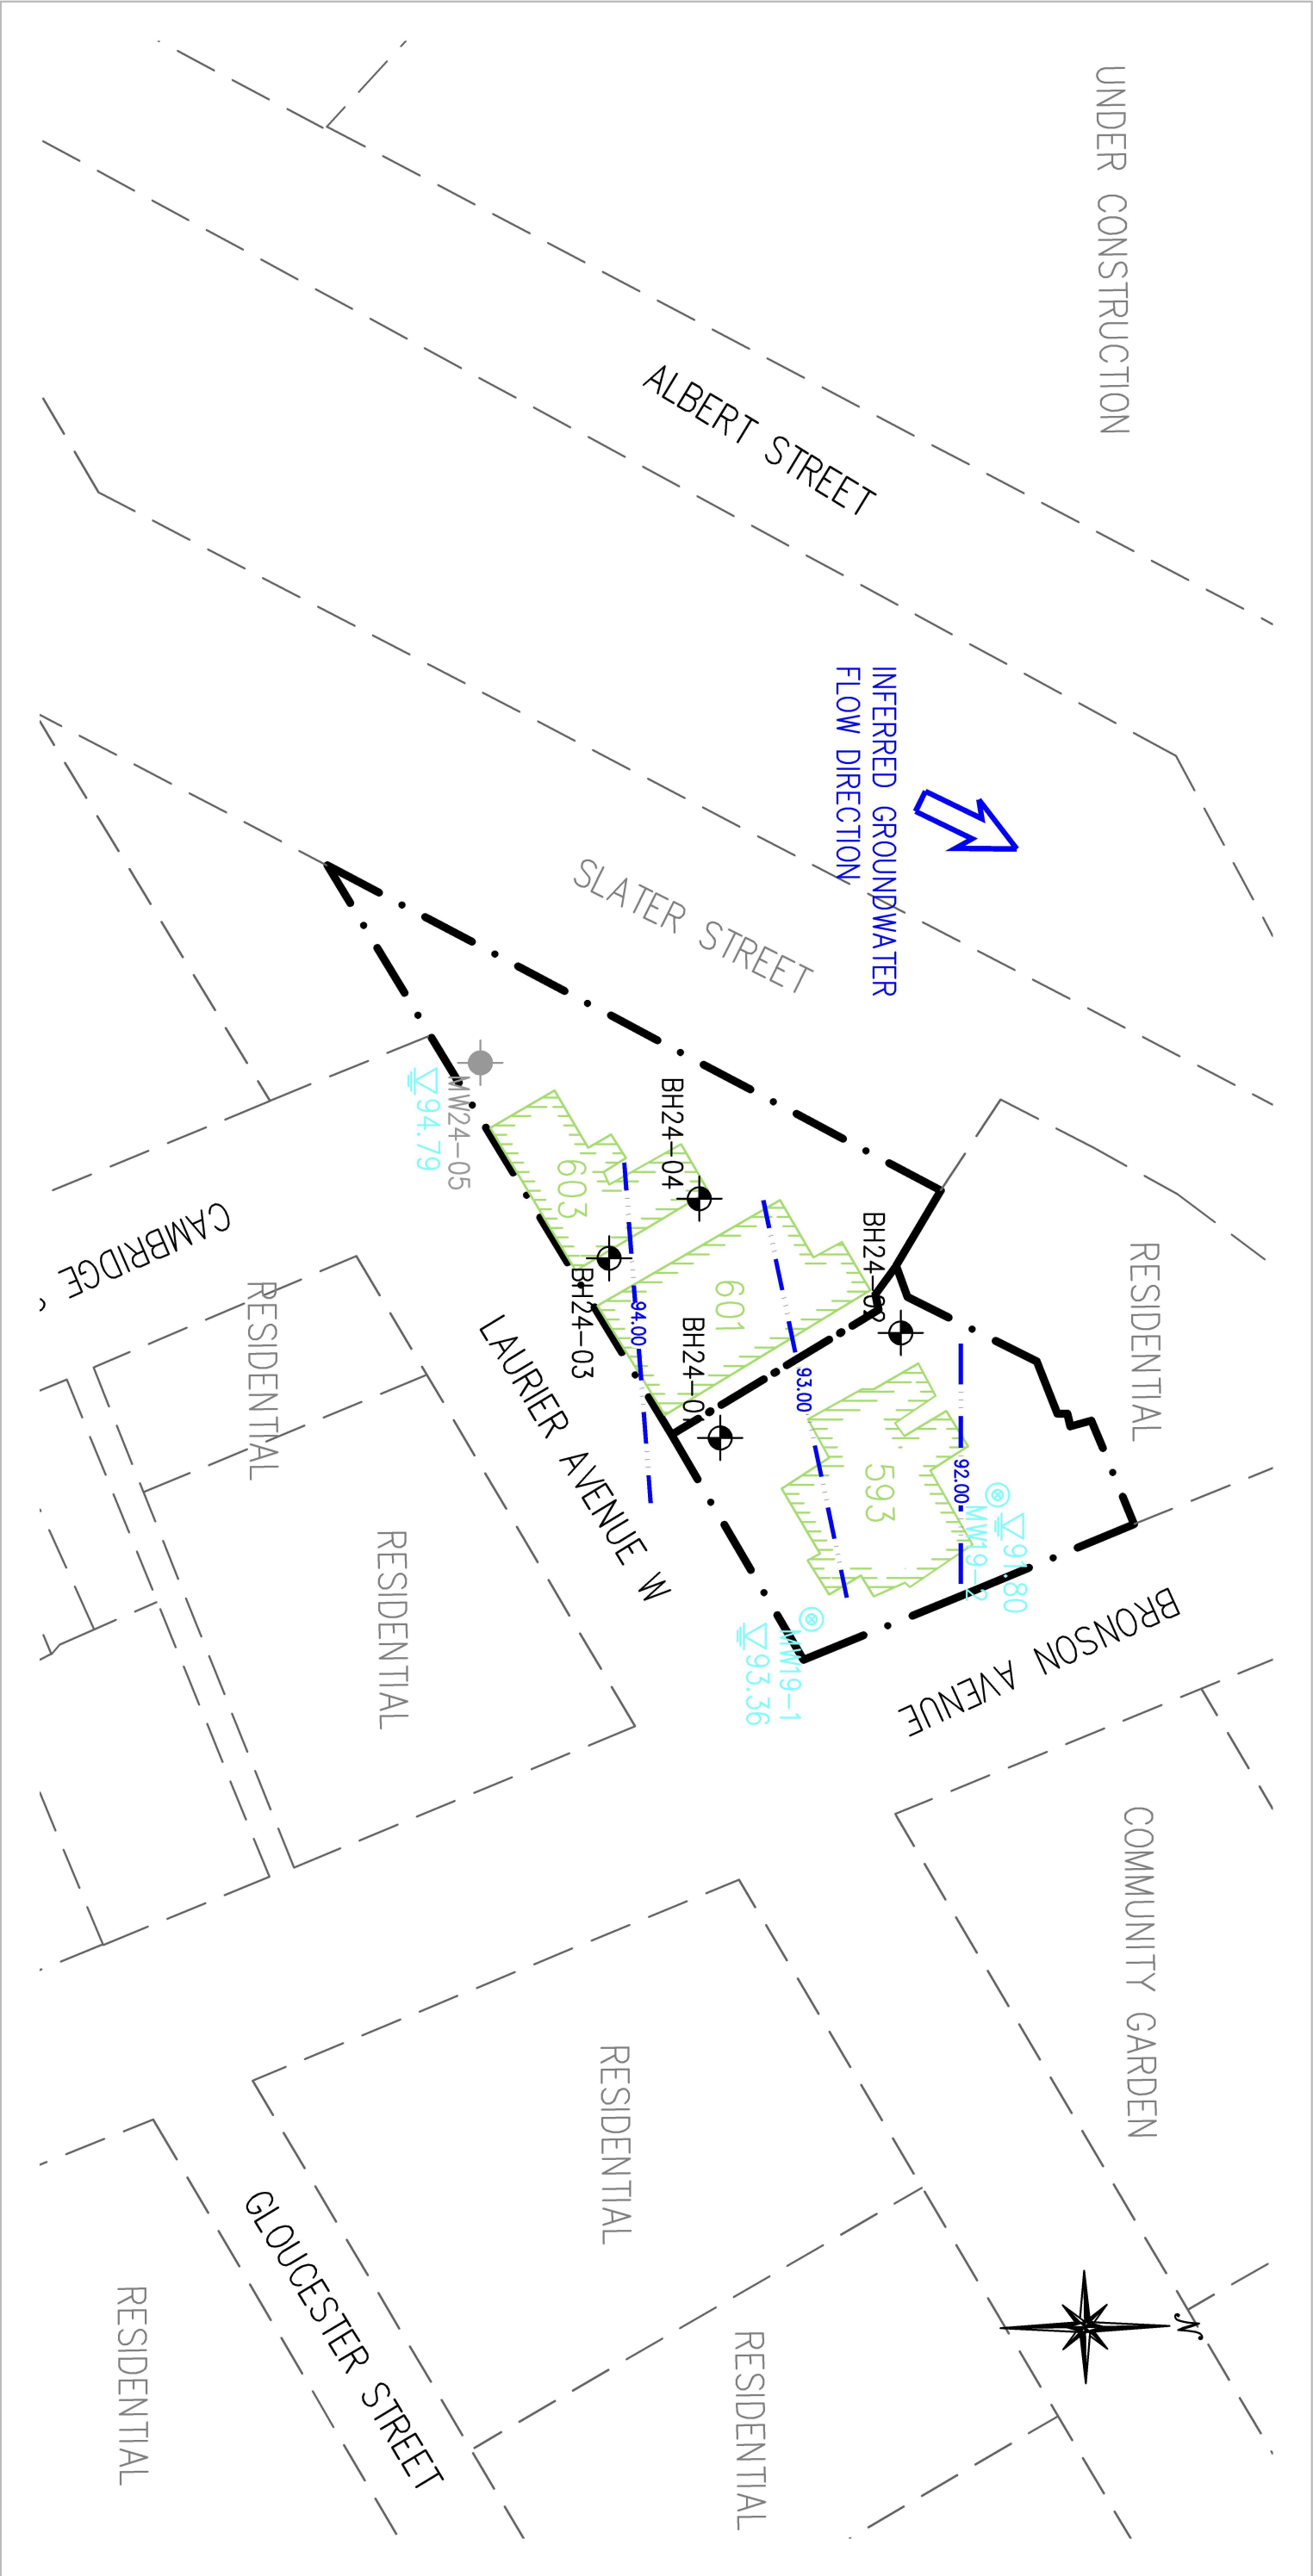 UNDER CONSTRUCTION
ALBERT STREET
INFERRED GROUNDWATER
FLOW DIRECTION
SLATER STREET
MW24-05
94.79
BH24-04
603
BH24-03
94.00
601
BH24-01
BH24-02
93.00
593
92.00
MW19-2
91.80
MW19-1
93.36
RESIDENTIAL
CAMBRIDGE
LAURIER AVENUE W
BRONSON AVENUE
RESIDENTIAL
RESIDENTIAL
COMMUNITY GARDEN
RESIDENTIAL
GLOUCESTER STREET
RESIDENTIAL
RESIDENTIAL
N